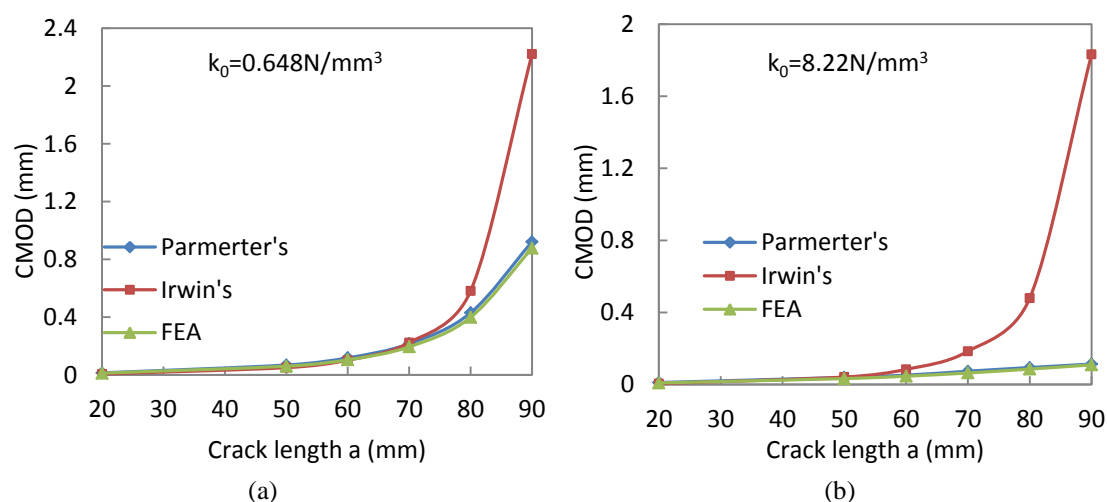 2.4
2
1.6
1.2
0.8
0.4
0
CMOD (mm)
k₀=0.648N/mm³
Parmerter's
Irwin's
FEA
20 30 40 50 60 70 80 90
Crack length a (mm)
(a)
2
1.6
1.2
0.8
0.4
0
CMOD (mm)
k₀=8.22N/mm³
Parmerter's
Irwin's
FEA
20 30 40 50 60 70 80 90
Crack length a (mm)
(b)